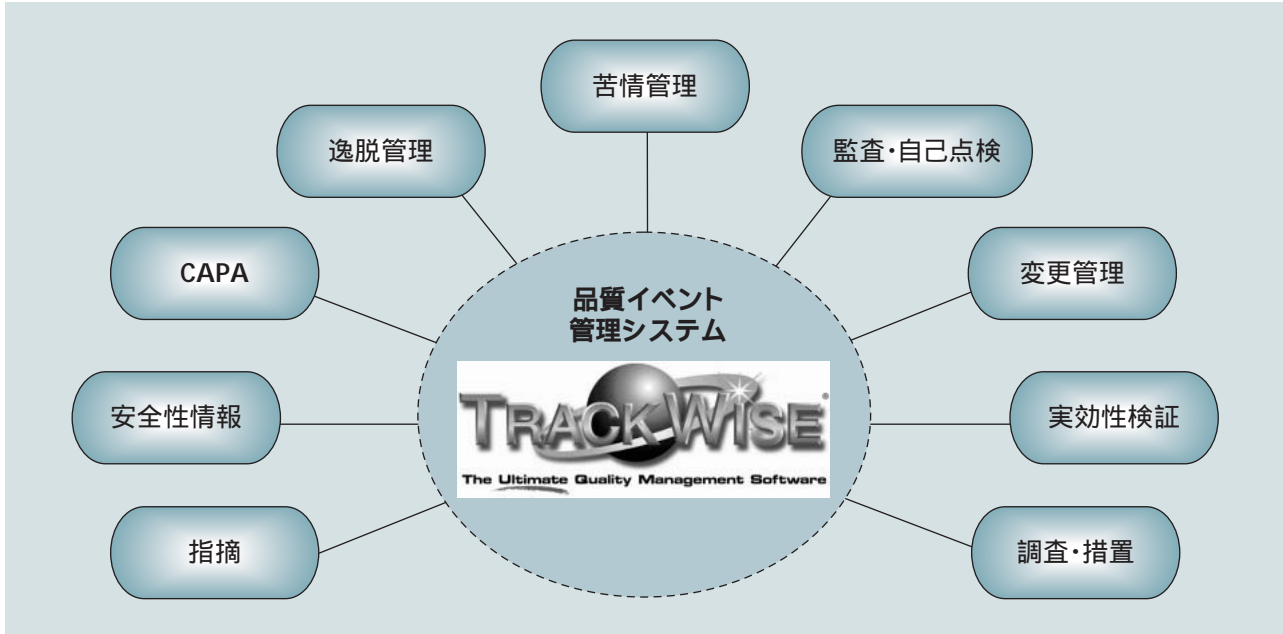 苦情管理
逸脱管理
監査・自己点検
CAPA
変更管理
品質イベント
管理システム
TRACKWISE®
The Ultimate Quality Management Software
安全性情報
実効性検証
指摘
調査・措置